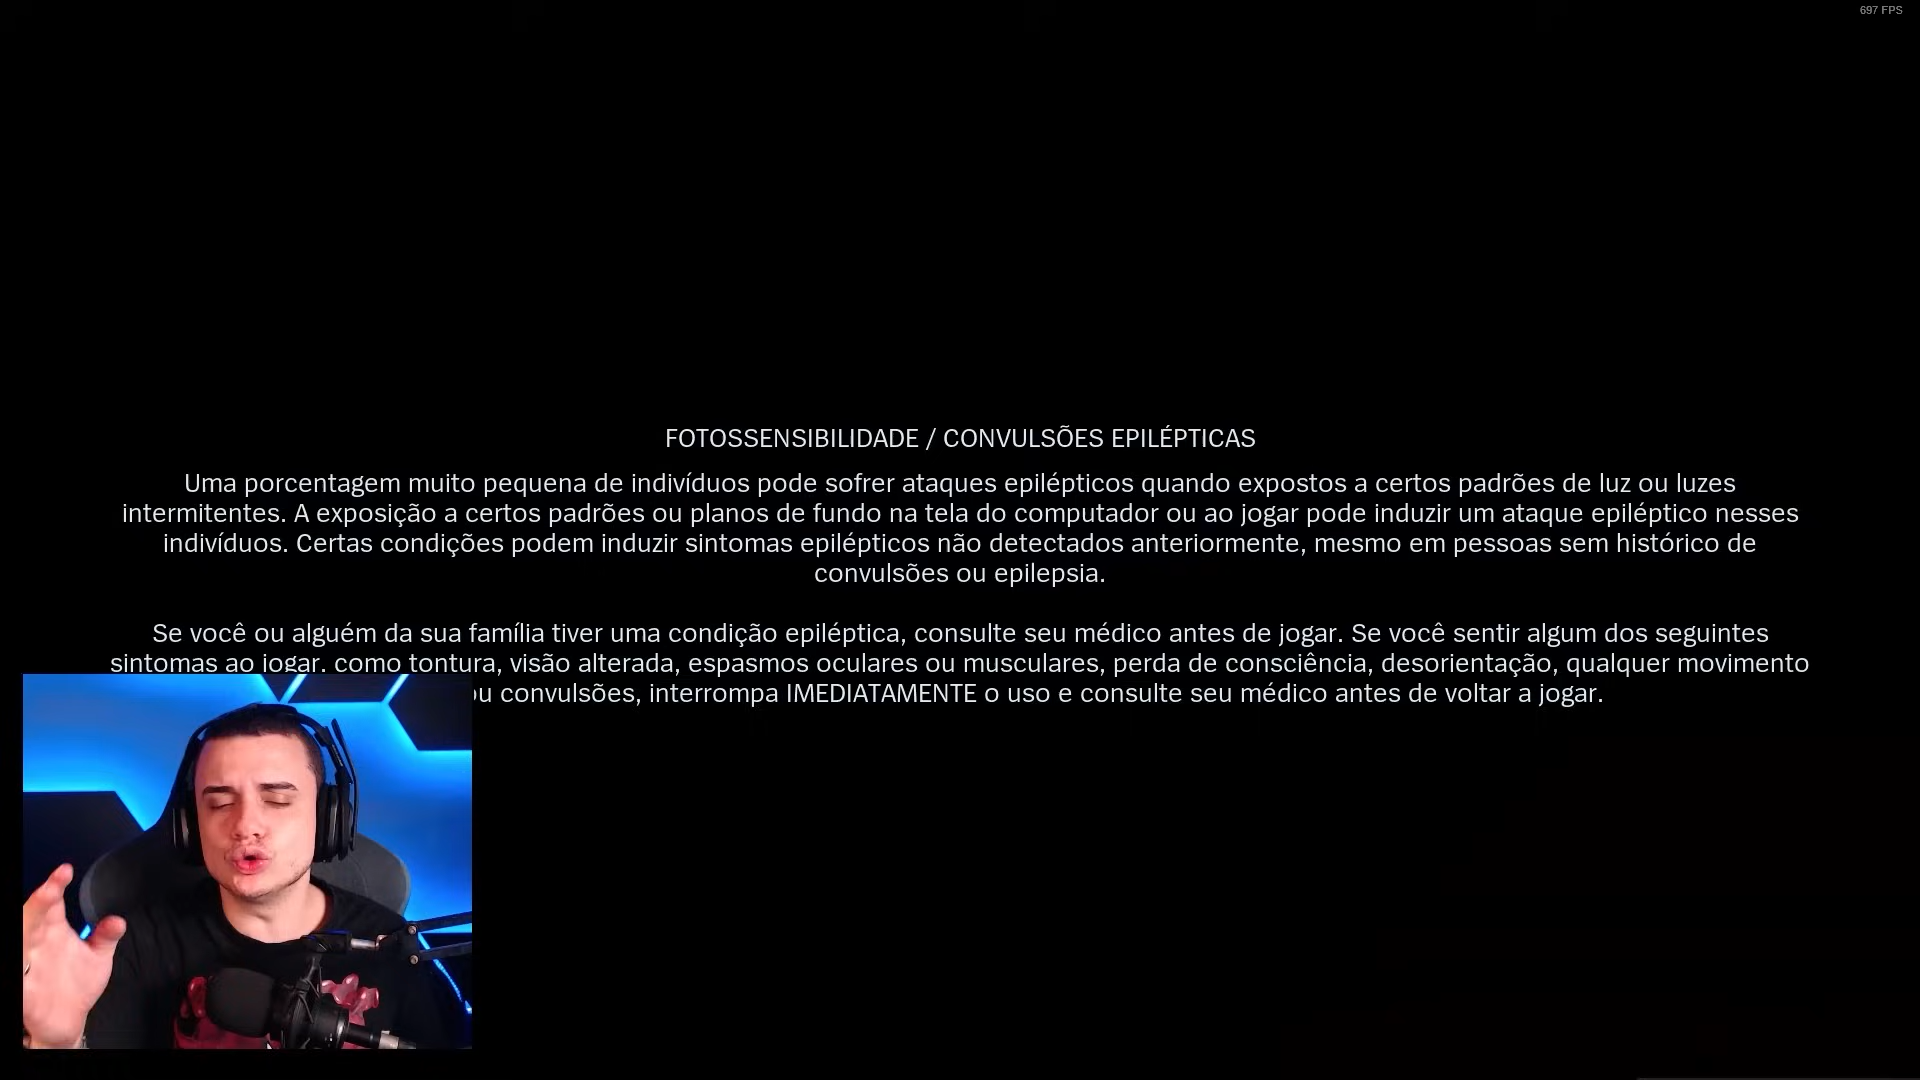 697 FPS
FOTOSSENSIBILIDADE / CONVULSÕES EPILÉPTICAS
Uma porcentagem muito pequena de indivíduos pode sofrer ataques epilépticos quando expostos a certos padrões de luz ou luzes
intermitentes. A exposição a certos padrões ou planos de fundo na tela do computador ou ao jogar pode induzir um ataque epiléptico nesses
indivíduos. Certas condições podem induzir sintomas epilépticos não detectados anteriormente, mesmo em pessoas sem histórico de
convulsões ou epilepsia.
Se você ou alguém da sua família tiver uma condição epiléptica, consulte seu médico antes de jogar. Se você sentir algum dos seguintes
sintomas ao jogar, como tontura, visão alterada, espasmos oculares ou musculares, perda de consciência, desorientação, qualquer movimento
ou convulsões, interrompa IMEDIATAMENTE o uso e consulte seu médico antes de voltar a jogar.